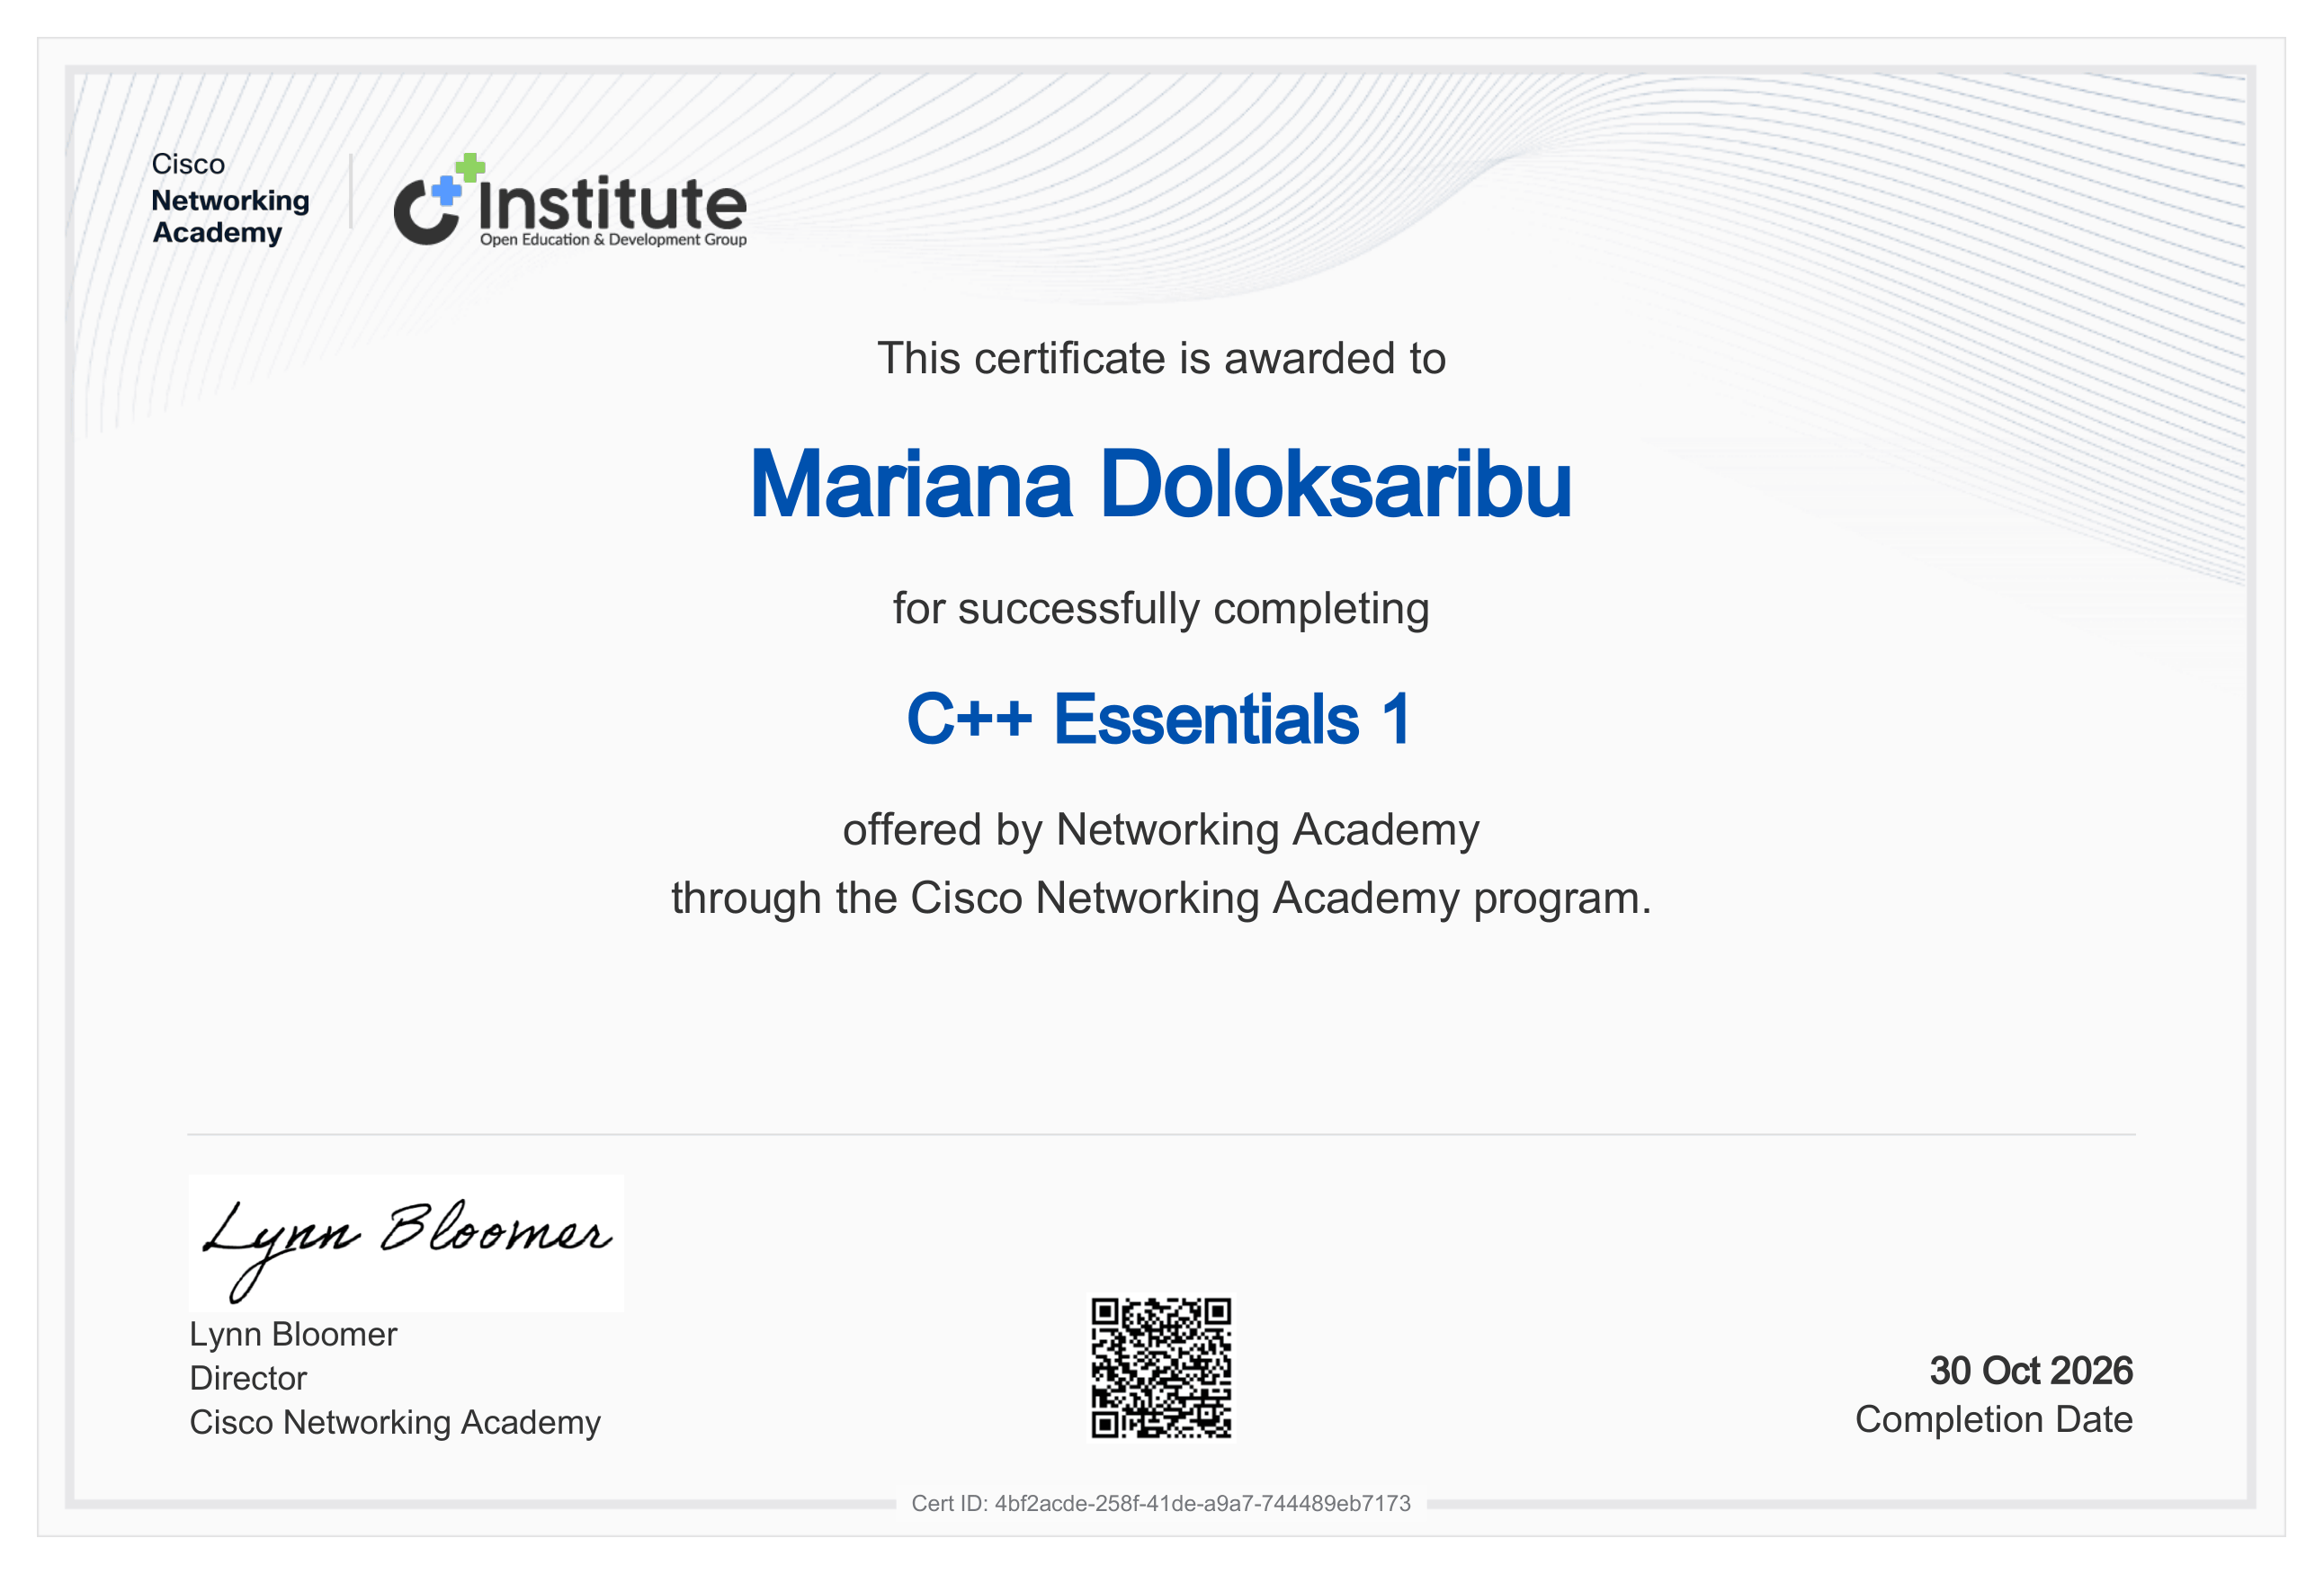 Cisco
Networking
Academy
C++ Institute
Open Education & Development Group
This certificate is awarded to
Mariana Doloksaribu
for successfully completing
C++ Essentials 1
offered by Networking Academy
through the Cisco Networking Academy program.
Lynn Bloomer
Lynn Bloomer
Director
Cisco Networking Academy
30 Oct 2026
Completion Date
Cert ID: 4bf2acde-258f-41de-a9a7-744489eb7173